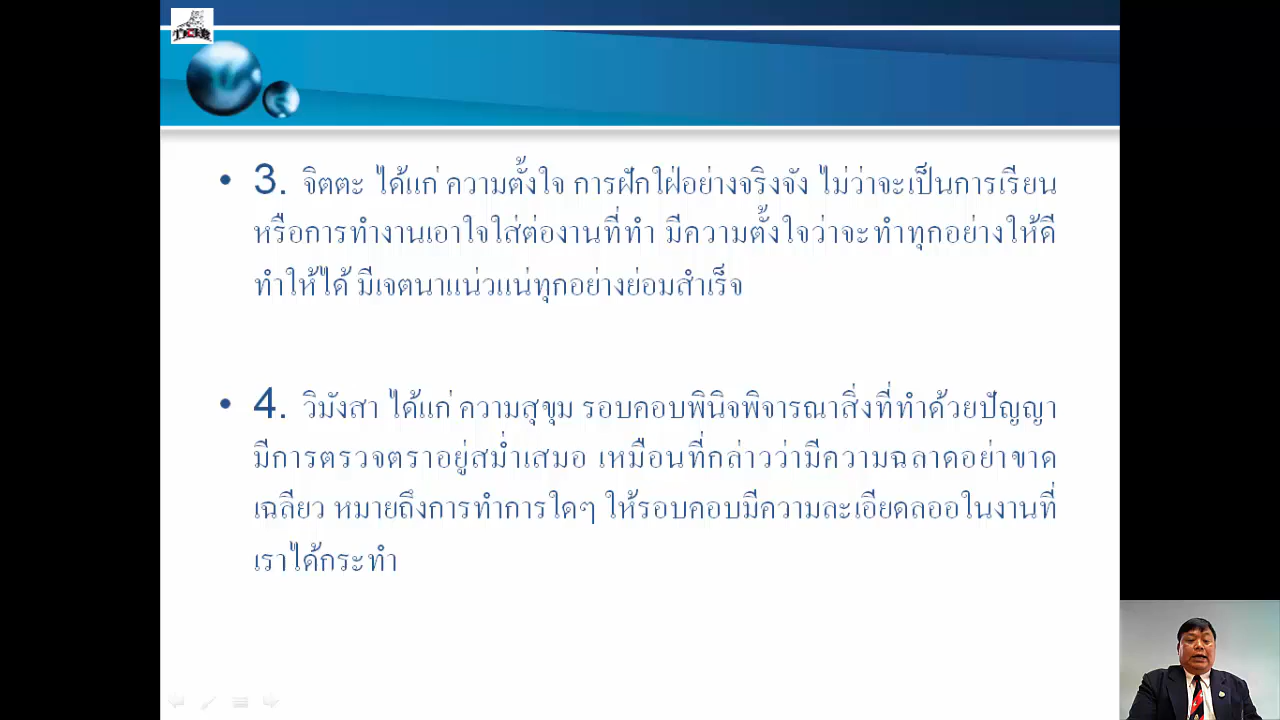 • 3. จิตตะ ได้แก่ ความตั้งใจ การฝักใฝ่อย่างจริงจัง ไม่ว่าจะเป็นการเรียน
หรือการทำงานเอาใจใส่ต่องานที่ทำ มีความตั้งใจว่าจะทำทุกอย่างให้ดี
ทำให้ได้ มีเจตนาแน่วแน่ทุกอย่างย่อมสำเร็จ
• 4. วิมังสา ได้แก่ ความสุขุม รอบคอบพินิจพิจารณาสิ่งที่ทำด้วยปัญญา
มีการตรวจตราอยู่สม่ำเสมอ เหมือนที่กล่าวว่ามีความฉลาดอย่าขาด
เฉลียว หมายถึงการทำการใดๆ ให้รอบคอบมีความละเอียดลออในงานที่
เราได้กระทำ